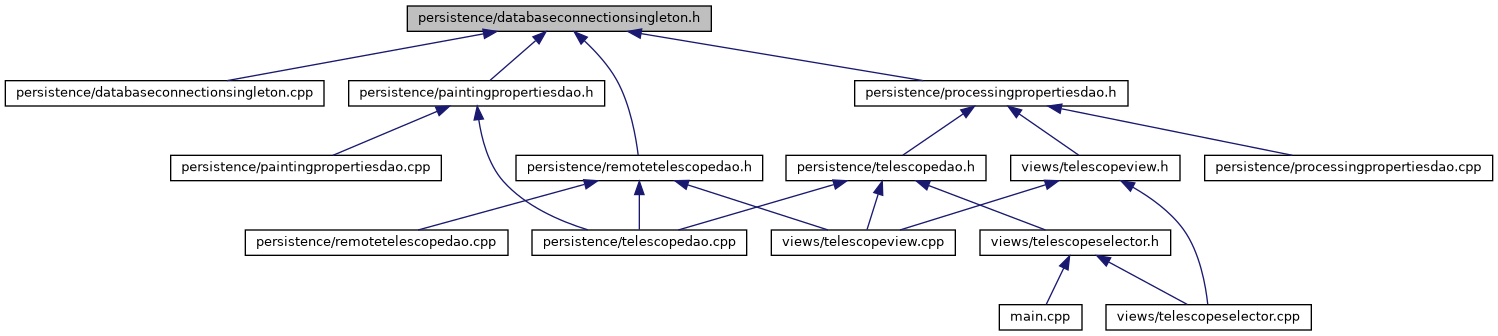 persistence/databaseconnectionsingleton.h
persistence/databaseconnectionsingleton.cpp
persistence/paintingpropertiesdao.h
persistence/processingpropertiesdao.h
persistence/paintingpropertiesdao.cpp
persistence/remotetelescopedao.h
persistence/telescopedao.h
views/telescopeview.h
persistence/processingpropertiesdao.cpp
persistence/remotetelescopedao.cpp
persistence/telescopedao.cpp
views/telescopeview.cpp
views/telescopeselector.h
main.cpp
views/telescopeselector.cpp